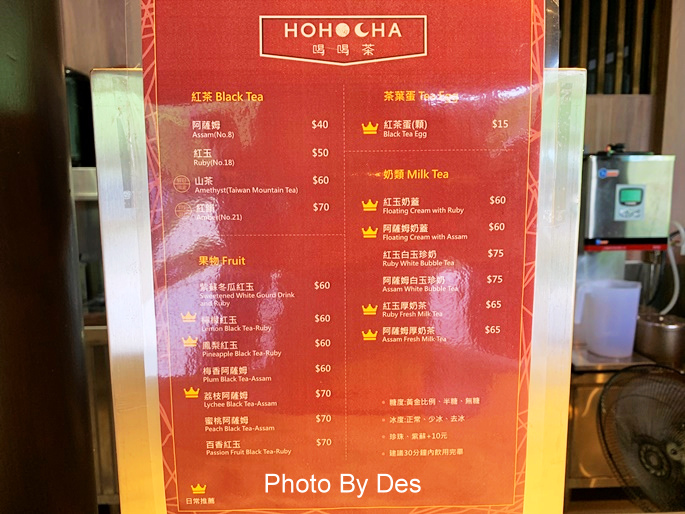 HOHOCHA
喝喝茶
紅茶 Black Tea
阿薩姆 $40
Assam(No.8)
紅玉 $50
Ruby(No.18)
山茶 $60
Amethyst(Taiwan Mountain Tea)
紅韻 $70
Amber(No.21)
果物 Fruit
紫蘇冬瓜紅玉 $60
Sweetened White Gourd Drink
and Ruby
檸檬紅玉 $60
Lemon Black Tea-Ruby
鳳梨紅玉 $60
Pineapple Black Tea-Ruby
梅香阿薩姆 $60
Plum Black Tea-Assam
荔枝阿薩姆 $70
Lychee Black Tea-Assam
蜜桃阿薩姆 $70
Peach Black Tea-Assam
百香紅玉 $70
Passion Fruit Black Tea-Ruby
日常推薦
茶葉蛋 Tea Egg
紅茶蛋(顆) $15
Black Tea Egg
奶類 Milk Tea
紅玉奶蓋 $60
Floating Cream with Ruby
阿薩姆奶蓋 $60
Floating Cream with Assam
紅玉白玉珍奶 $75
Ruby White Bubble Tea
阿薩姆白玉珍奶 $75
Assam White Bubble Tea
紅玉厚奶茶 $65
Ruby Fresh Milk Tea
阿薩姆厚奶茶 $65
Assam Fresh Milk Tea
糖度:黃金比例、半糖、無糖
冰度:正常、少冰、去冰
珍珠、紫蘇+10元
建議30分鐘內飲用完畢
Photo By Des